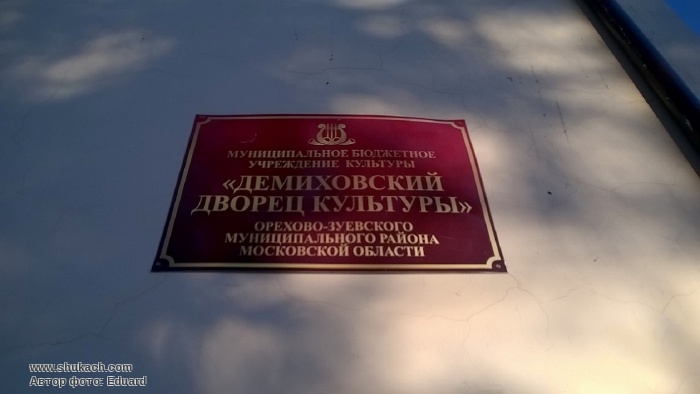 МУНИЦИПАЛЬНОЕ БЮДЖЕТНОЕ
УЧРЕЖДЕНИЕ КУЛЬТУРЫ
«ДЕМИХОВСКИЙ
ДВОРЕЦ КУЛЬТУРЫ»
ОРЕХОВО-ЗУЕВСКОГО
МУНИЦИПАЛЬНОГО РАЙОНА
МОСКОВСКОЙ ОБЛАСТИ
www.shukach.com
Автор фото: Eduard